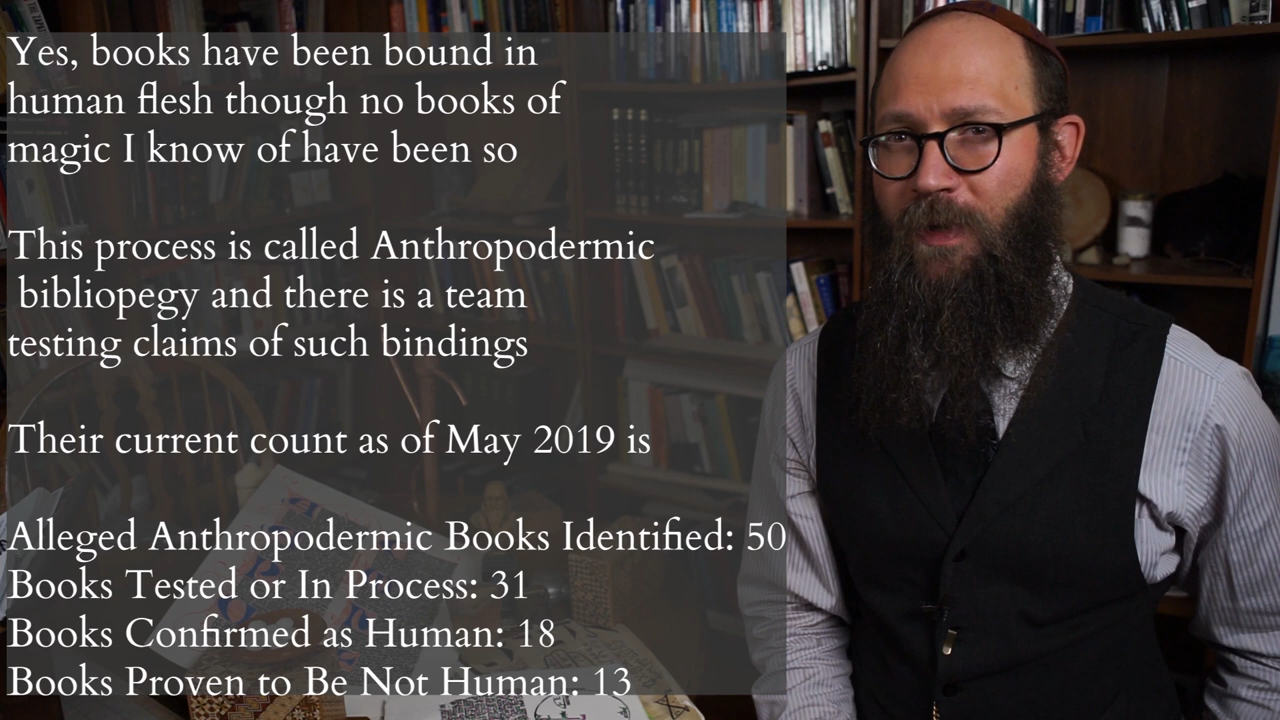 Yes, books have been bound in
human flesh though no books of
magic I know of have been so
This process is called Anthropodermic
bibliopegy and there is a team
testing claims of such bindings
Their current count as of May 2019 is
Alleged Anthropodermic Books Identified: 50
Books Tested or In Process: 31
Books Confirmed as Human: 18
Books Proven to Be Not Human: 13